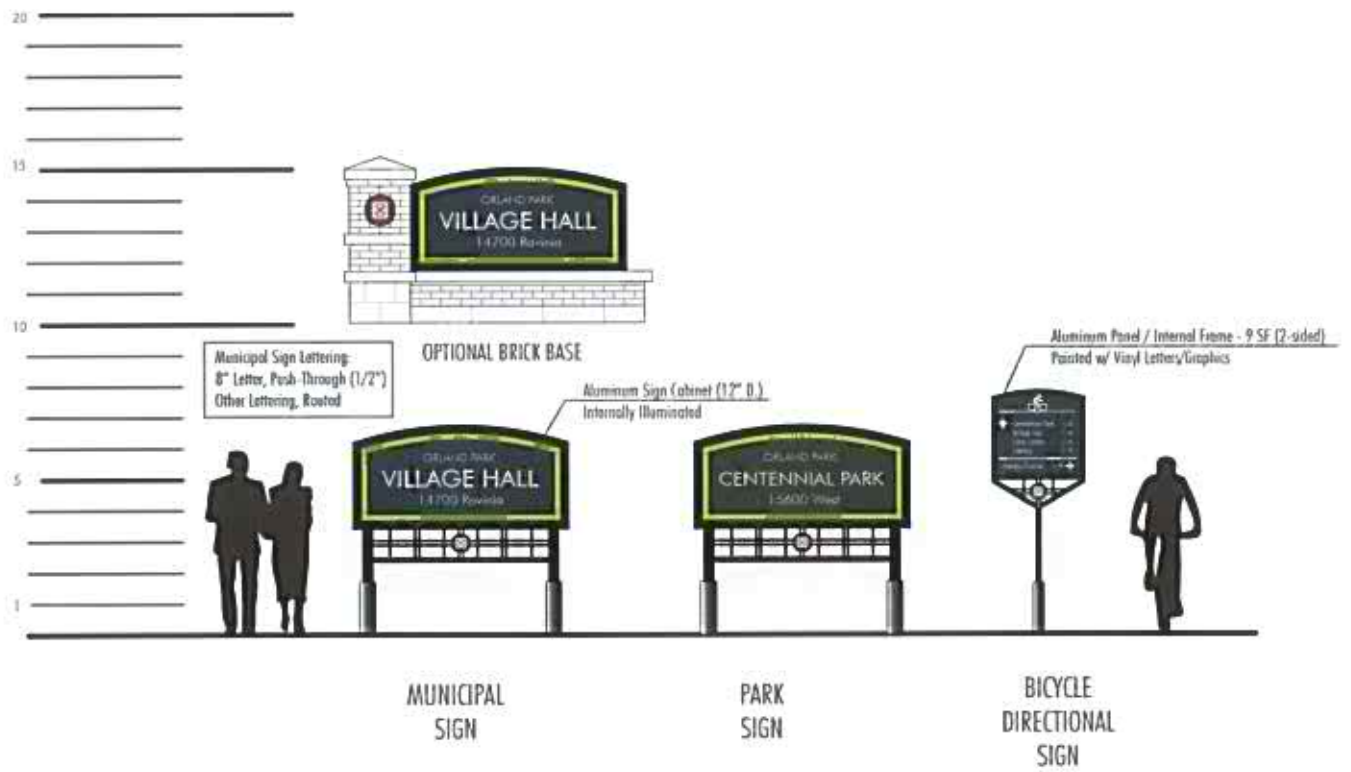 20
15
10
5
1
ORLAND PARK
VILLAGE HALL
14700 Ravinia
OPTIONAL BRICK BASE
Municipal Sign Lettering:
8" Letter, Push-Through (1/2")
Other Lettering, Routed
Aluminum Sign Cabinet (12" D.)
Internally Illuminated
Aluminum Panel / Internal Frame - 9 SF (2-sided)
Painted w/ Vinyl Letters/Graphics
ORLAND PARK
VILLAGE HALL
14700 Ravinia
ORLAND PARK
CENTENNIAL PARK
15600 West
MUNICIPAL
SIGN
PARK
SIGN
BICYCLE
DIRECTIONAL
SIGN